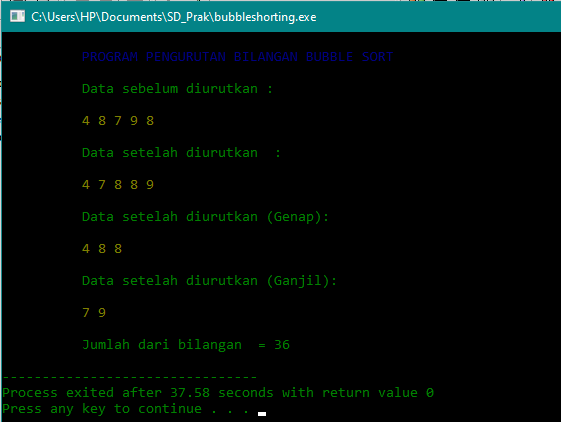 C:\Users\HP\Documents\SD_Prak\bubbleshorting.exe
PROGRAM PENGURUTAN BILANGAN BUBBLE SORT
Data sebelum diurutkan :
4 8 7 9 8
Data setelah diurutkan  :
4 7 8 8 9
Data setelah diurutkan (Genap):
4 8 8
Data setelah diurutkan (Ganjil):
7 9
Jumlah dari bilangan  = 36
--------------------------------
Process exited after 37.58 seconds with return value 0
Press any key to continue . . .